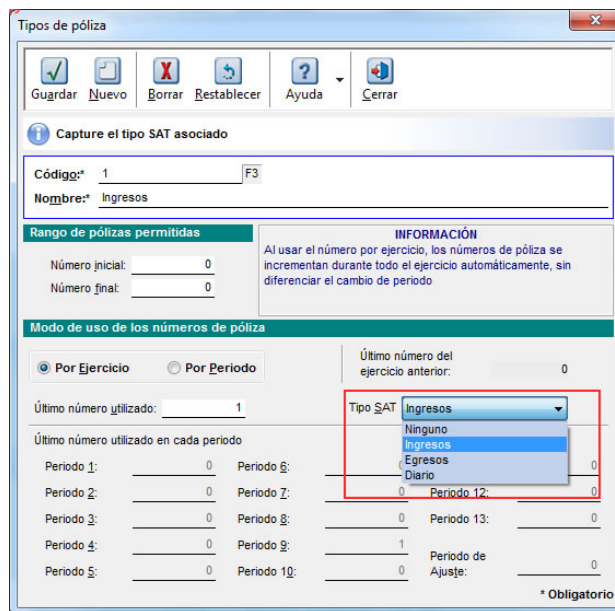 Tipos de póliza
Guardar Nuevo Borrar Restablecer Ayuda Cerrar
Capture el tipo SAT asociado
Código:* 1 F3
Nombre:* Ingresos
Rango de pólizas permitidas
Número inicial: 0
Número final: 0
INFORMACIÓN
Al usar el número por ejercicio, los números de póliza se
incrementan durante todo el ejercicio automáticamente, sin
diferenciar el cambio de periodo
Modo de uso de los números de póliza
Por Ejercicio Por Periodo
Último número del
ejercicio anterior: 0
Último número utilizado: 1
Tipo SAT Ingresos
Ninguno
Ingresos
Egresos
Diario
Último número utilizado en cada periodo
Periodo 1: 0 Periodo 6: 0
Periodo 2: 0 Periodo 7: 0 Periodo 12: 0
Periodo 3: 0 Periodo 8: 0 Periodo 13: 0
Periodo 4: 0 Periodo 9: 1
Periodo 5: 0 Periodo 10: 0
Periodo de
Ajuste: 0
* Obligatorio